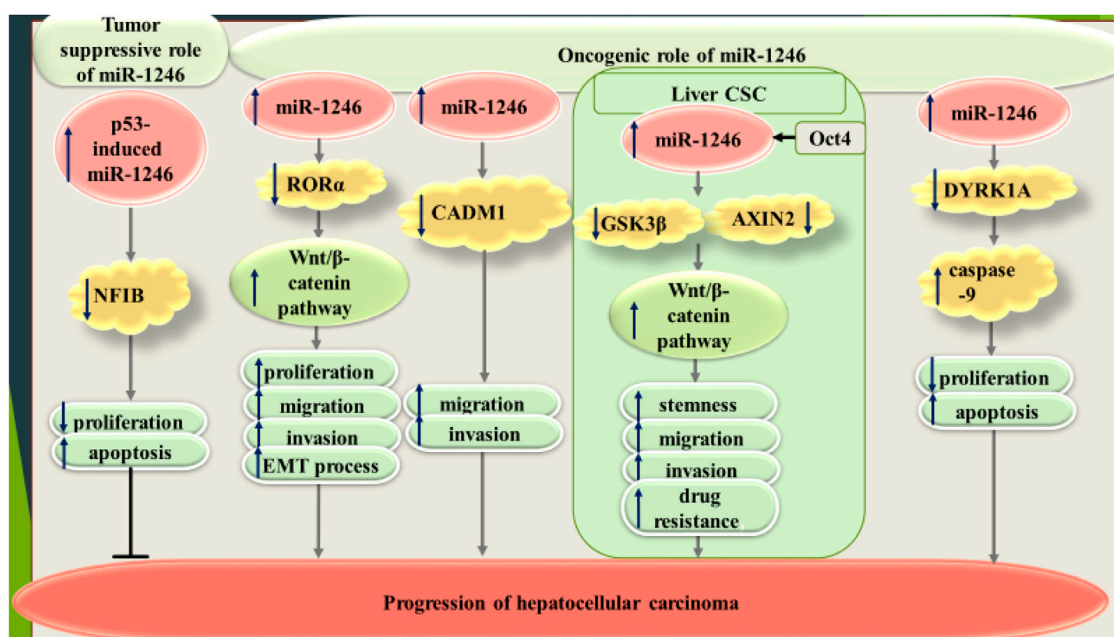 Tumor
suppressive role
of miR-1246
p53-
induced
miR-1246
NFIB
proliferation
apoptosis
Oncogenic role of miR-1246
miR-1246
RORα
Wnt/β-
catenin
pathway
proliferation
migration
invasion
EMT process
miR-1246
CADM1
migration
invasion
Liver CSC
miR-1246
Oct4
GSK3β
AXIN2
Wnt/β-
catenin
pathway
stemness
migration
invasion
drug
resistance
miR-1246
DYRK1A
caspase
-9
proliferation
apoptosis
Progression of hepatocellular carcinoma